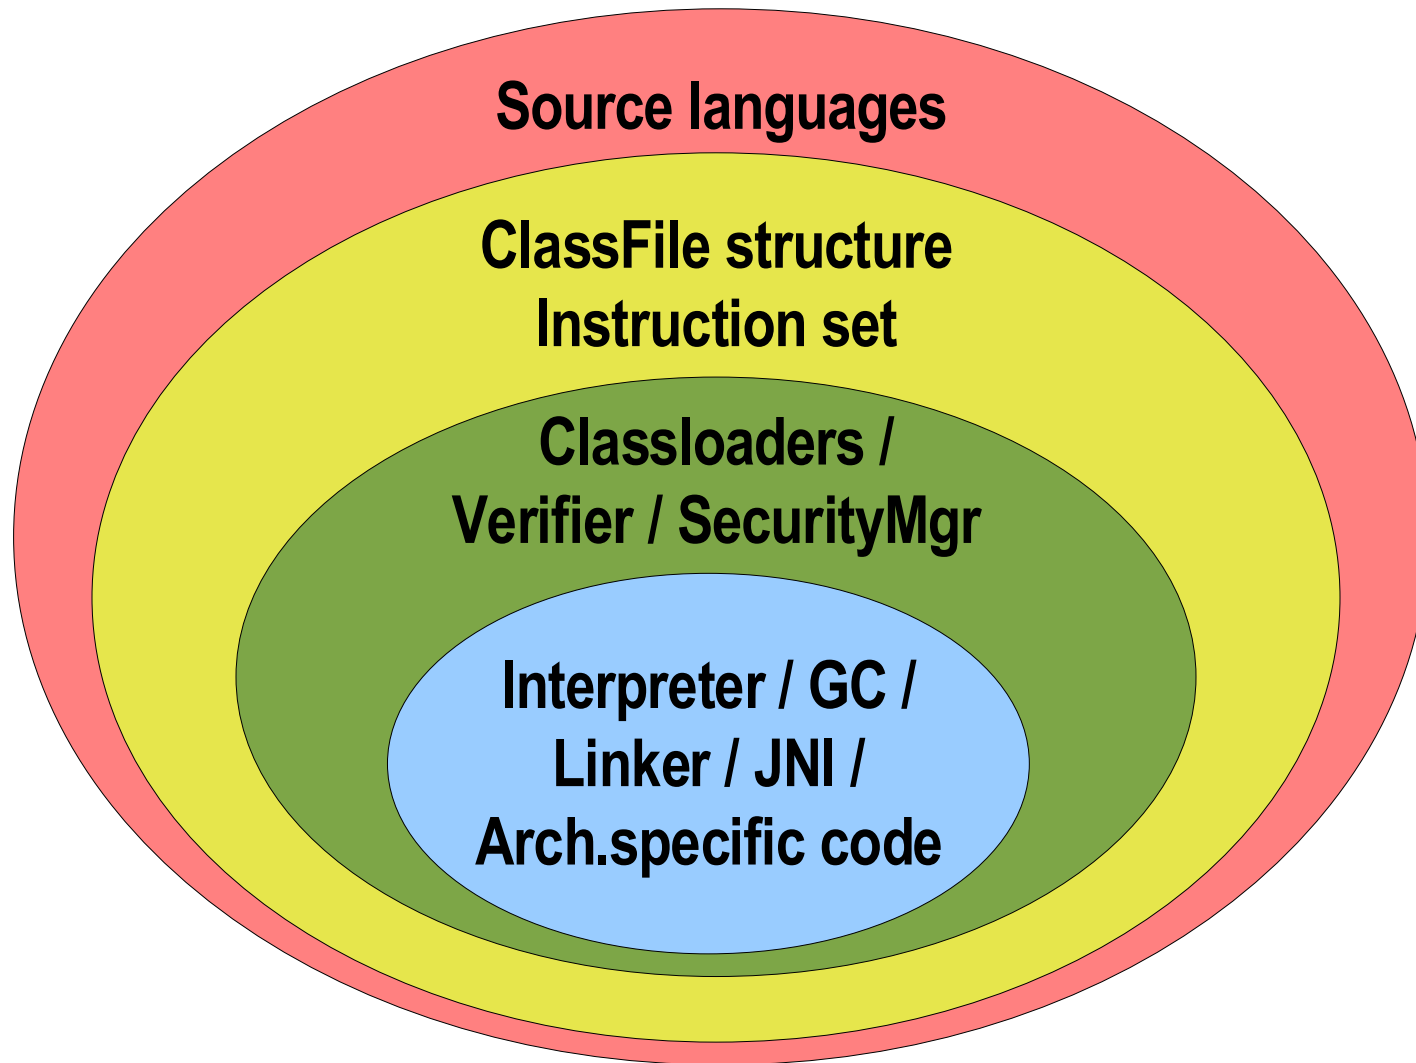 Source languages
ClassFile structure
Instruction set
Classloaders /
Verifier / SecurityMgr
Interpreter / GC /
Linker / JNI /
Arch.specific code